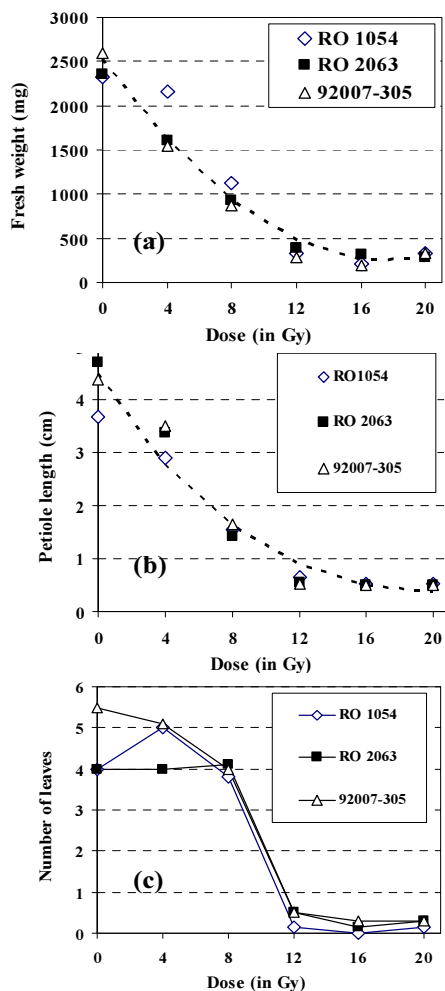 3000
2500
2000
1500
1000
500
0
Fresh weight (mg)
RO 1054
RO 2063
92007-305
(a)
0 4 8 12 16 20
Dose (in Gy)
4
3
2
1
0
Petiole length (cm)
RO1054
RO 2063
92007-305
(b)
0 4 8 12 16 20
Dose (in Gy)
6
5
4
3
2
1
0
Number of leaves
RO 1054
RO 2063
92007-305
(c)
0 4 8 12 16 20
Dose (in Gy)